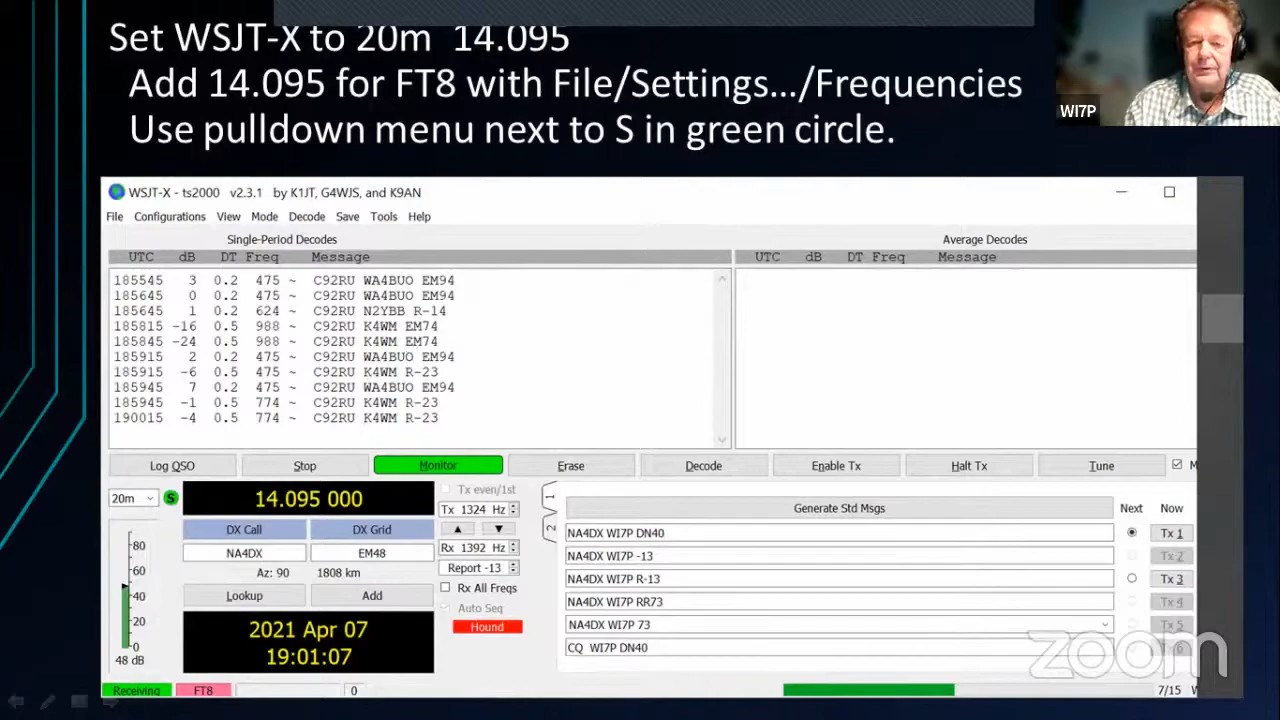 Set WSJT-X to 20m 14.095
Add 14.095 for FT8 with File/Settings.../Frequencies
Use pulldown menu next to S in green circle.
WI7P
WSJT-X - ts2000 v2.3.1 by K1JT, G4WJS, and K9AN
File Configurations View Mode Decode Save Tools Help
Single-Period Decodes Average Decodes
UTC dB DT Freq Message UTC dB DT Freq Message
185545 3 0.2 475 ~ C92RU WA4BUO EM94
185645 0 0.2 475 ~ C92RU WA4BUO EM94
185645 1 0.2 624 ~ C92RU N2YBB R-14
185815 -16 0.5 988 ~ C92RU K4WM EM74
185845 -24 0.5 988 ~ C92RU K4WM EM74
185915 2 0.2 475 ~ C92RU WA4BUO EM94
185915 -6 0.5 475 ~ C92RU K4WM R-23
185945 7 0.2 475 ~ C92RU WA4BUO EM94
185945 -1 0.5 774 ~ C92RU K4WM R-23
190015 -4 0.5 774 ~ C92RU K4WM R-23
Log QSO Stop Monitor Erase Decode Enable Tx Halt Tx Tune M
20m S 14.095 000 Tx even/1st
Tx 1324 Hz 1 Generate Std Msgs Next Now
DX Call DX Grid 2
NA4DX WI7P DN40 Tx 1
NA4DX EM48 Rx 1392 Hz NA4DX WI7P -13 Tx 2
Az: 90 1808 km Report -13 NA4DX WI7P R-13 Tx 3
Lookup Add Rx All Freqs NA4DX WI7P RR73 Tx 4
Auto Seq
80
60
40
20
0
48 dB
2021 Apr 07 Hound NA4DX WI7P 73 Tx 5
19:01:07 CQ WI7P DN40 6
zoom
Receiving FT8 0 7/15 W